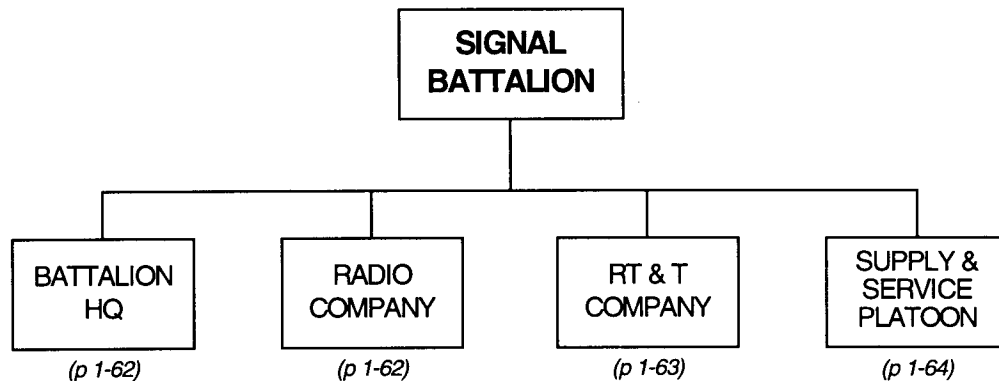 SIGNAL
BATTALION
BATTALION
HQ
(p 1-62)
RADIO
COMPANY
(p 1-62)
RT & T
COMPANY
(p 1-63)
SUPPLY &
SERVICE
PLATOON
(p 1-64)